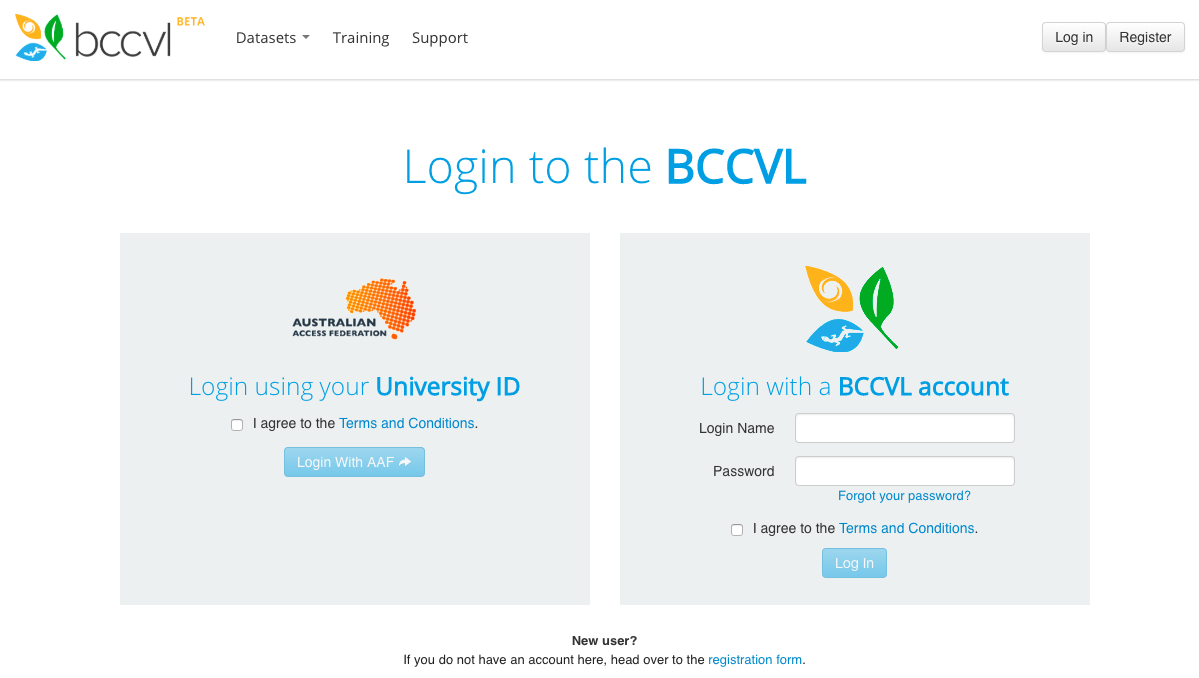 bccvl BETA
Datasets Training Support
Log in Register
Login to the BCCVL
AUSTRALIAN
ACCESS FEDERATION
Login using your University ID
I agree to the Terms and Conditions.
Login With AAF
Login with a BCCVL account
Login Name
Password
Forgot your password?
I agree to the Terms and Conditions.
Log In
New user?
If you do not have an account here, head over to the registration form.